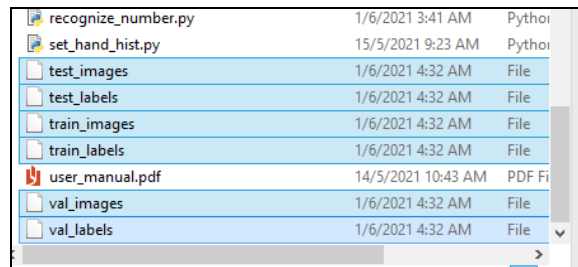 recognize_number.py 1/6/2021 3:41 AM
set_hand_hist.py 15/5/2021 9:23 AM
test_images 1/6/2021 4:32 AM File
test_labels 1/6/2021 4:32 AM File
train_images 1/6/2021 4:32 AM File
train_labels 1/6/2021 4:32 AM File
user_manual.pdf 14/5/2021 10:43 AM PDF Fi
val_images 1/6/2021 4:32 AM File
val_labels 1/6/2021 4:32 AM File